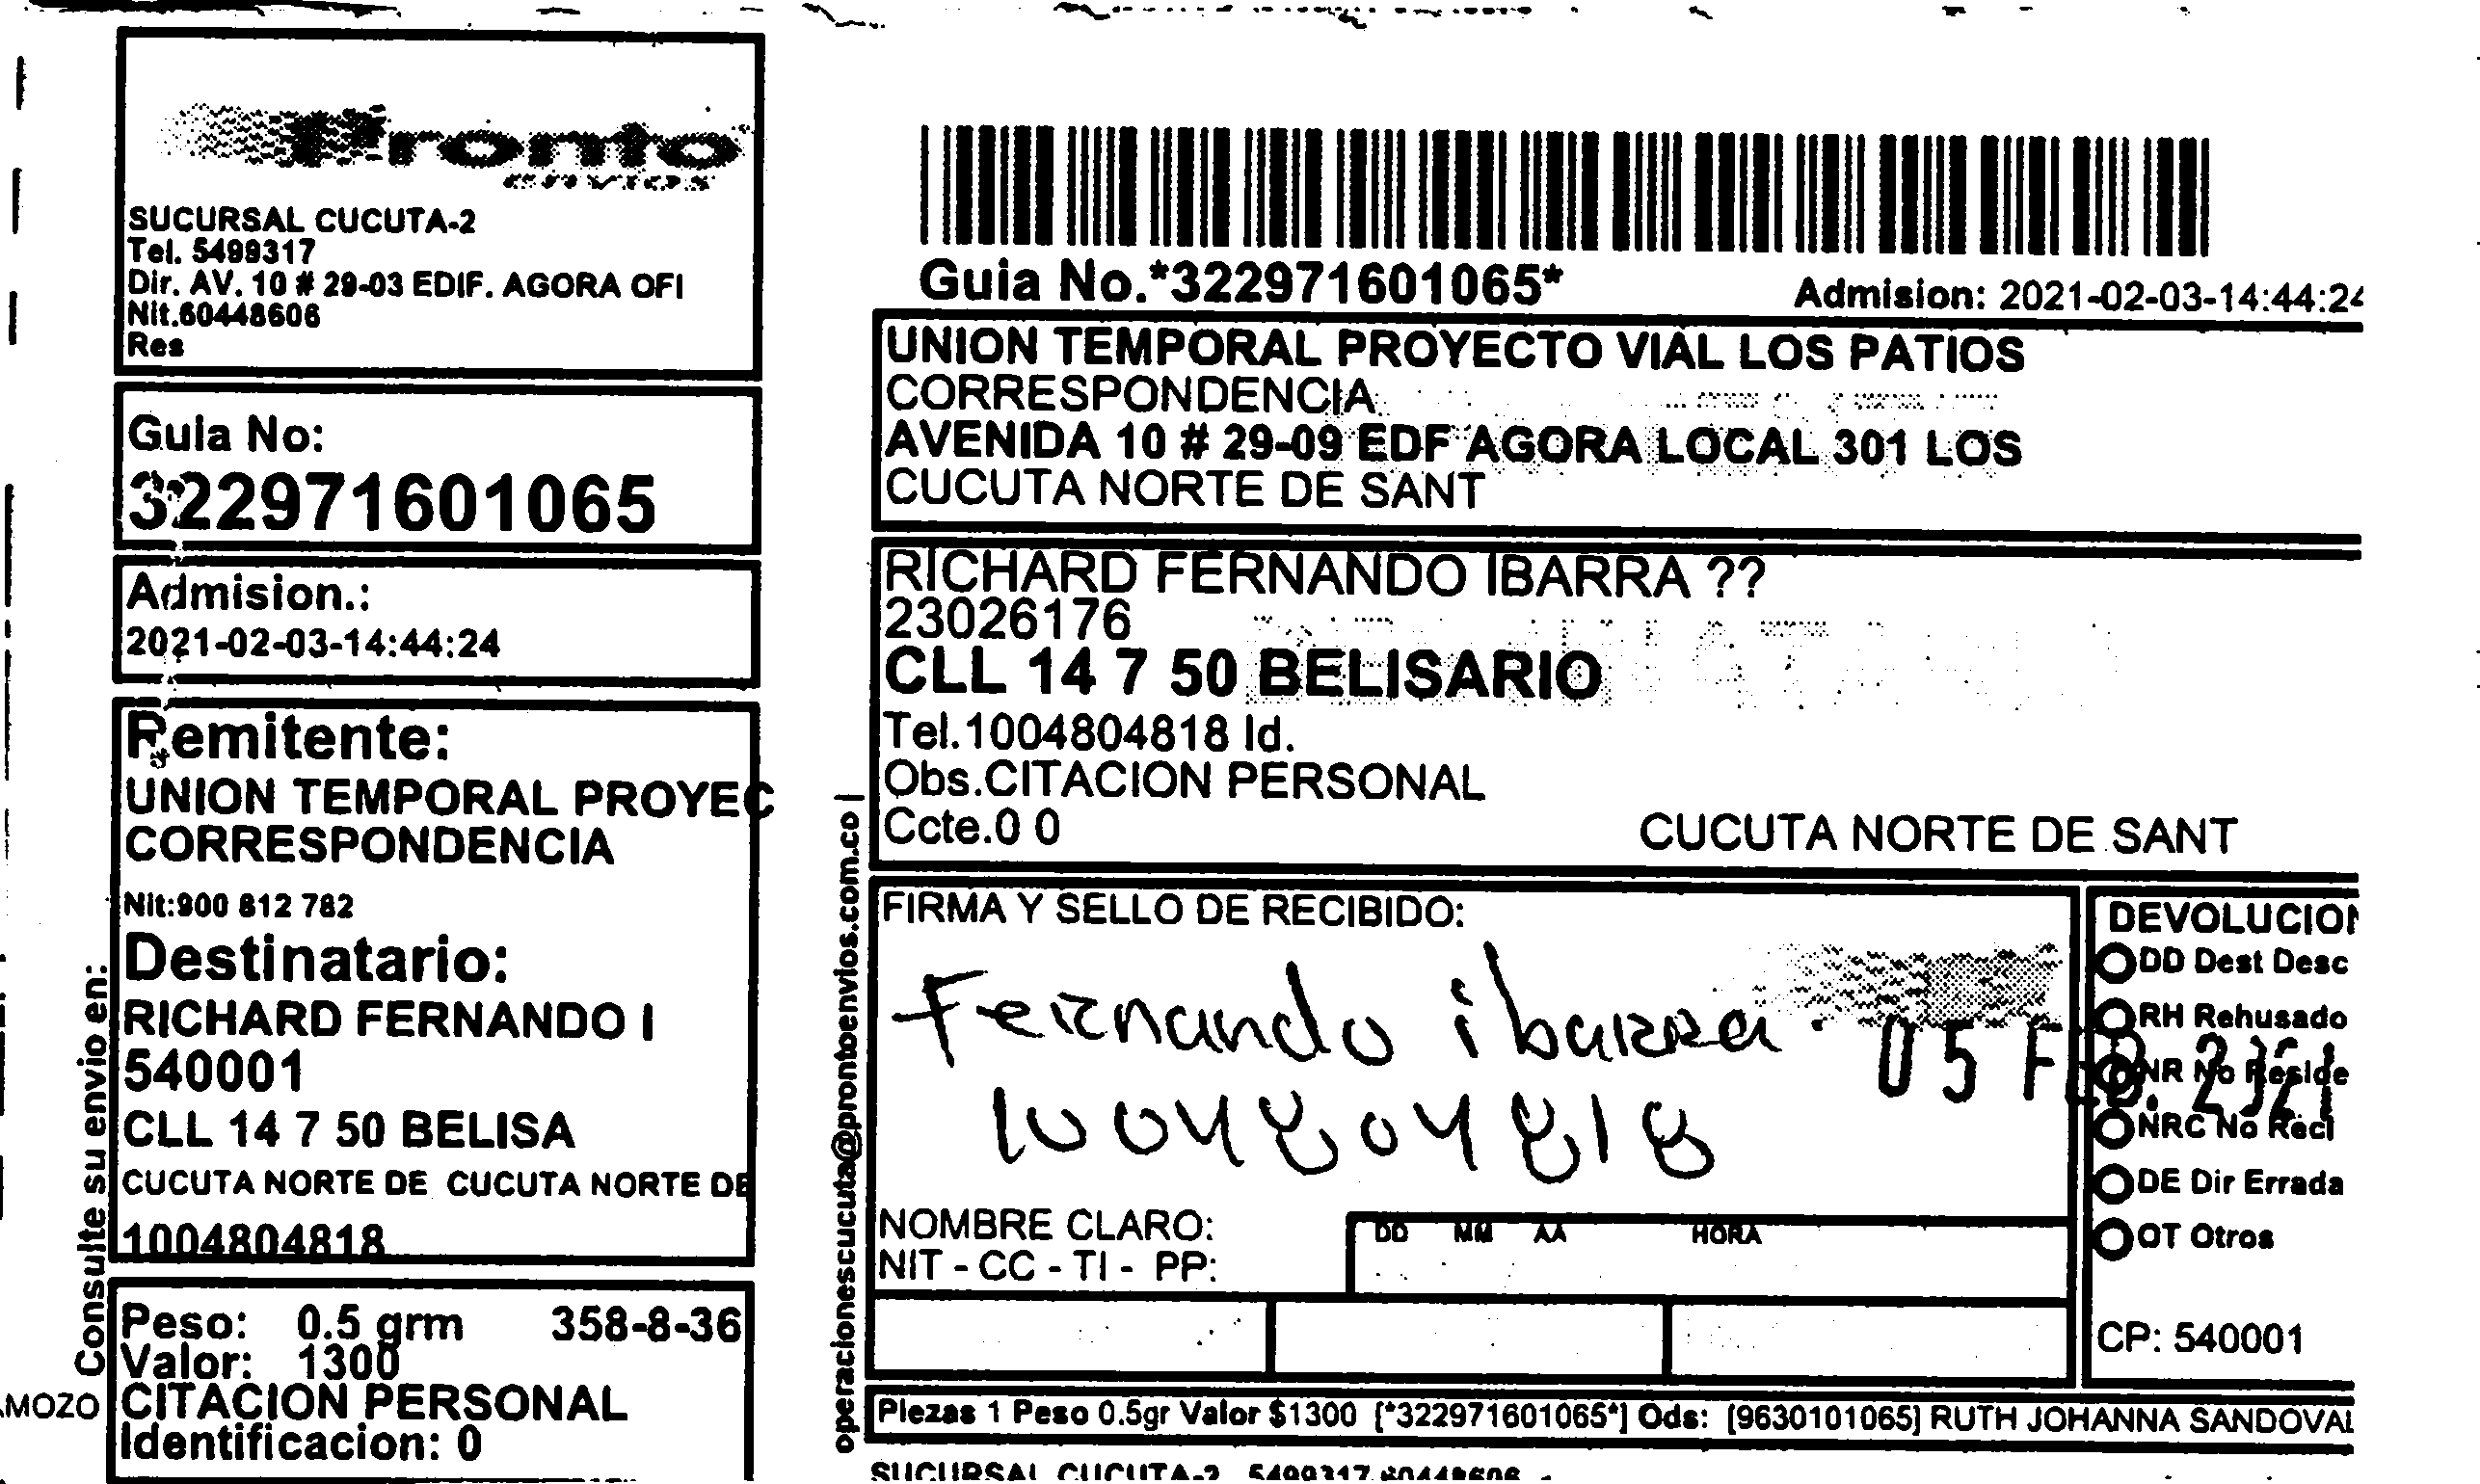 Pronto
envios
SUCURSAL CUCUTA-2
Tel. 5499317
Dir. AV. 10 # 29-03 EDIF. AGORA OFI
Nit.60448606
Res
Guia No:
322971601065
Admision.:
2021-02-03-14:44:24
Remitente:
UNION TEMPORAL PROYEC
CORRESPONDENCIA
Nit:900 812 782
Destinatario:
RICHARD FERNANDO I
540001
CLL 14 7 50 BELISA
CUCUTA NORTE DE CUCUTA NORTE DE
1004804818
Peso: 0.5 grm 358-8-36
Valor: 1300
CITACION PERSONAL
Identificacion: 0
Consulte su envio en:
MOZO
operacionescucuta@prontoenvios.com.co |
Guia No.*322971601065*
Admision: 2021-02-03-14:44:24
UNION TEMPORAL PROYECTO VIAL LOS PATIOS
CORRESPONDENCIA
AVENIDA 10 # 29-09 EDF AGORA LOCAL 301 LOS
CUCUTA NORTE DE SANT
RICHARD FERNANDO IBARRA ??
23026176
CLL 14 7 50 BELISARIO
Tel.1004804818 Id.
Obs.CITACION PERSONAL
Ccte.0 0
CUCUTA NORTE DE SANT
FIRMA Y SELLO DE RECIBIDO:
Fernando ibarra
1004804818
05 FEB. 2021
NOMBRE CLARO:
NIT - CC - TI - PP:
DD MM AA HORA
DEVOLUCION
DD Dest Desc
RH Rehusado
NR No Reside
NRC No Recl
DE Dir Errada
OT Otros
CP: 540001
Piezas 1 Peso 0.5gr Valor $1300 [*322971601065*] Ods: [9630101065] RUTH JOHANNA SANDOVAL
SUCURSAL CUCUTA-2 5499317 60448606